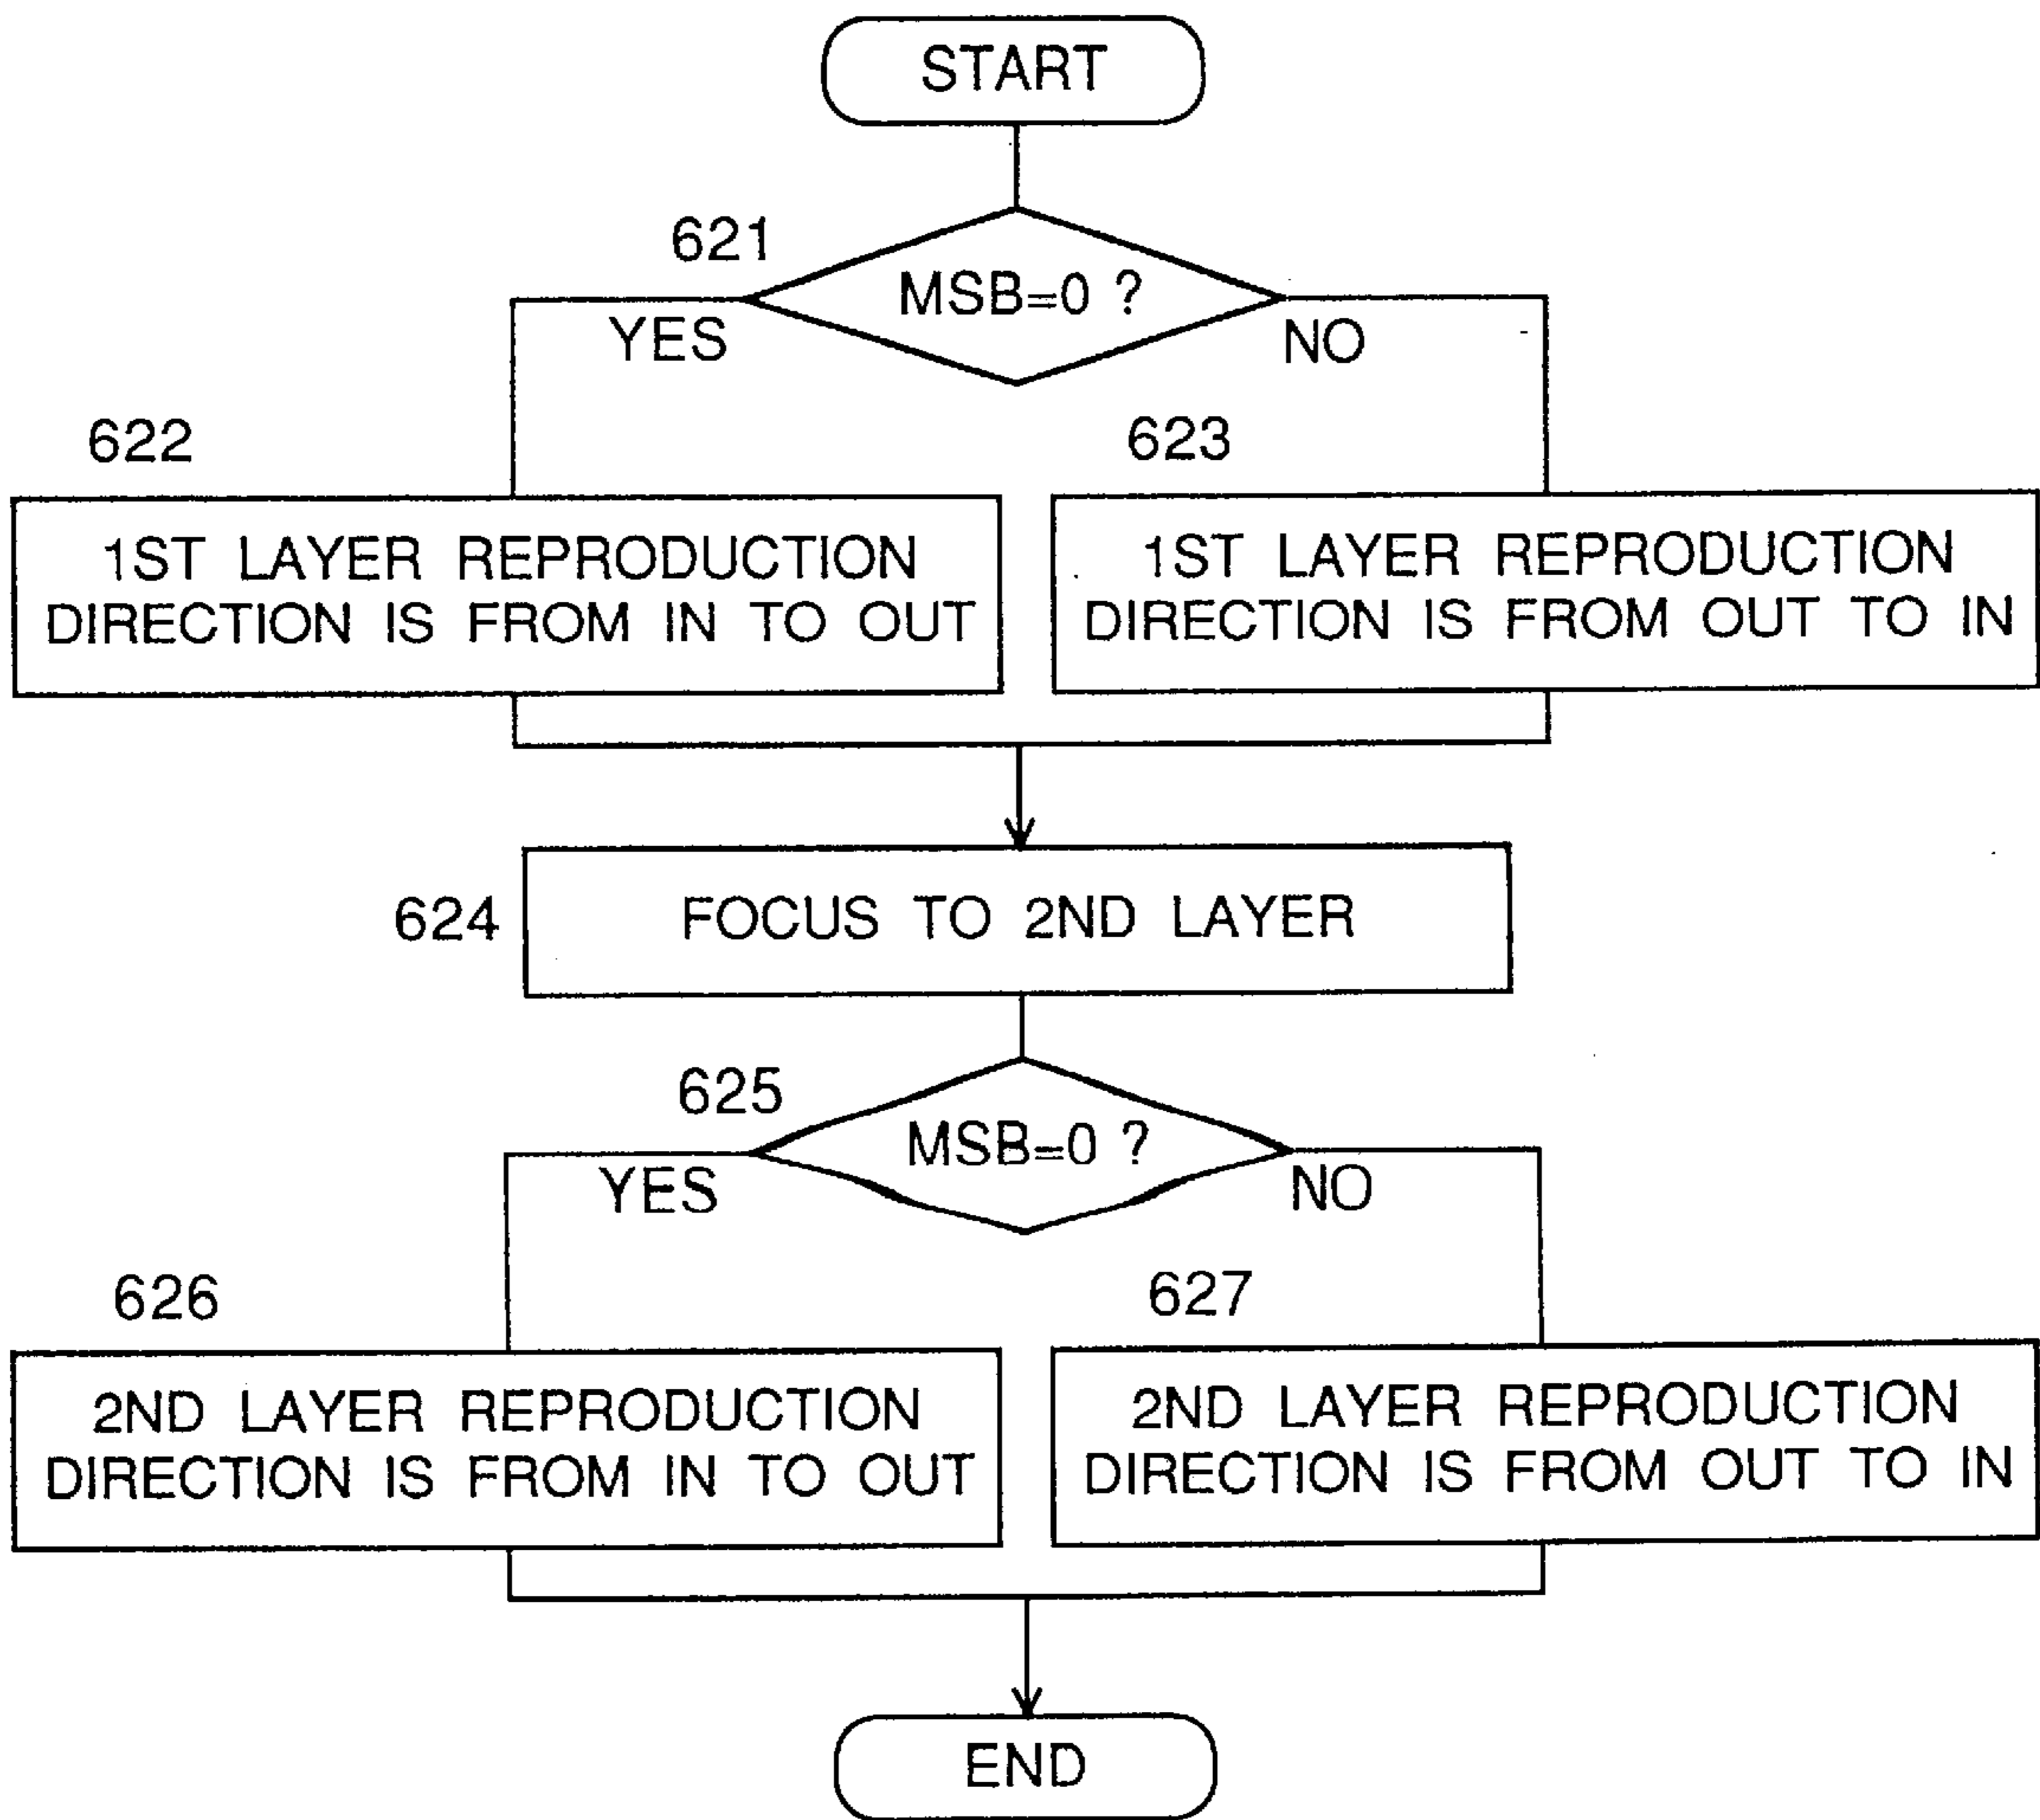 START
621
MSB=0 ?
YES
NO
622
623
1ST LAYER REPRODUCTION
DIRECTION IS FROM IN TO OUT
1ST LAYER REPRODUCTION
DIRECTION IS FROM OUT TO IN
624
FOCUS TO 2ND LAYER
625
MSB=0 ?
YES
NO
626
627
2ND LAYER REPRODUCTION
DIRECTION IS FROM IN TO OUT
2ND LAYER REPRODUCTION
DIRECTION IS FROM OUT TO IN
END